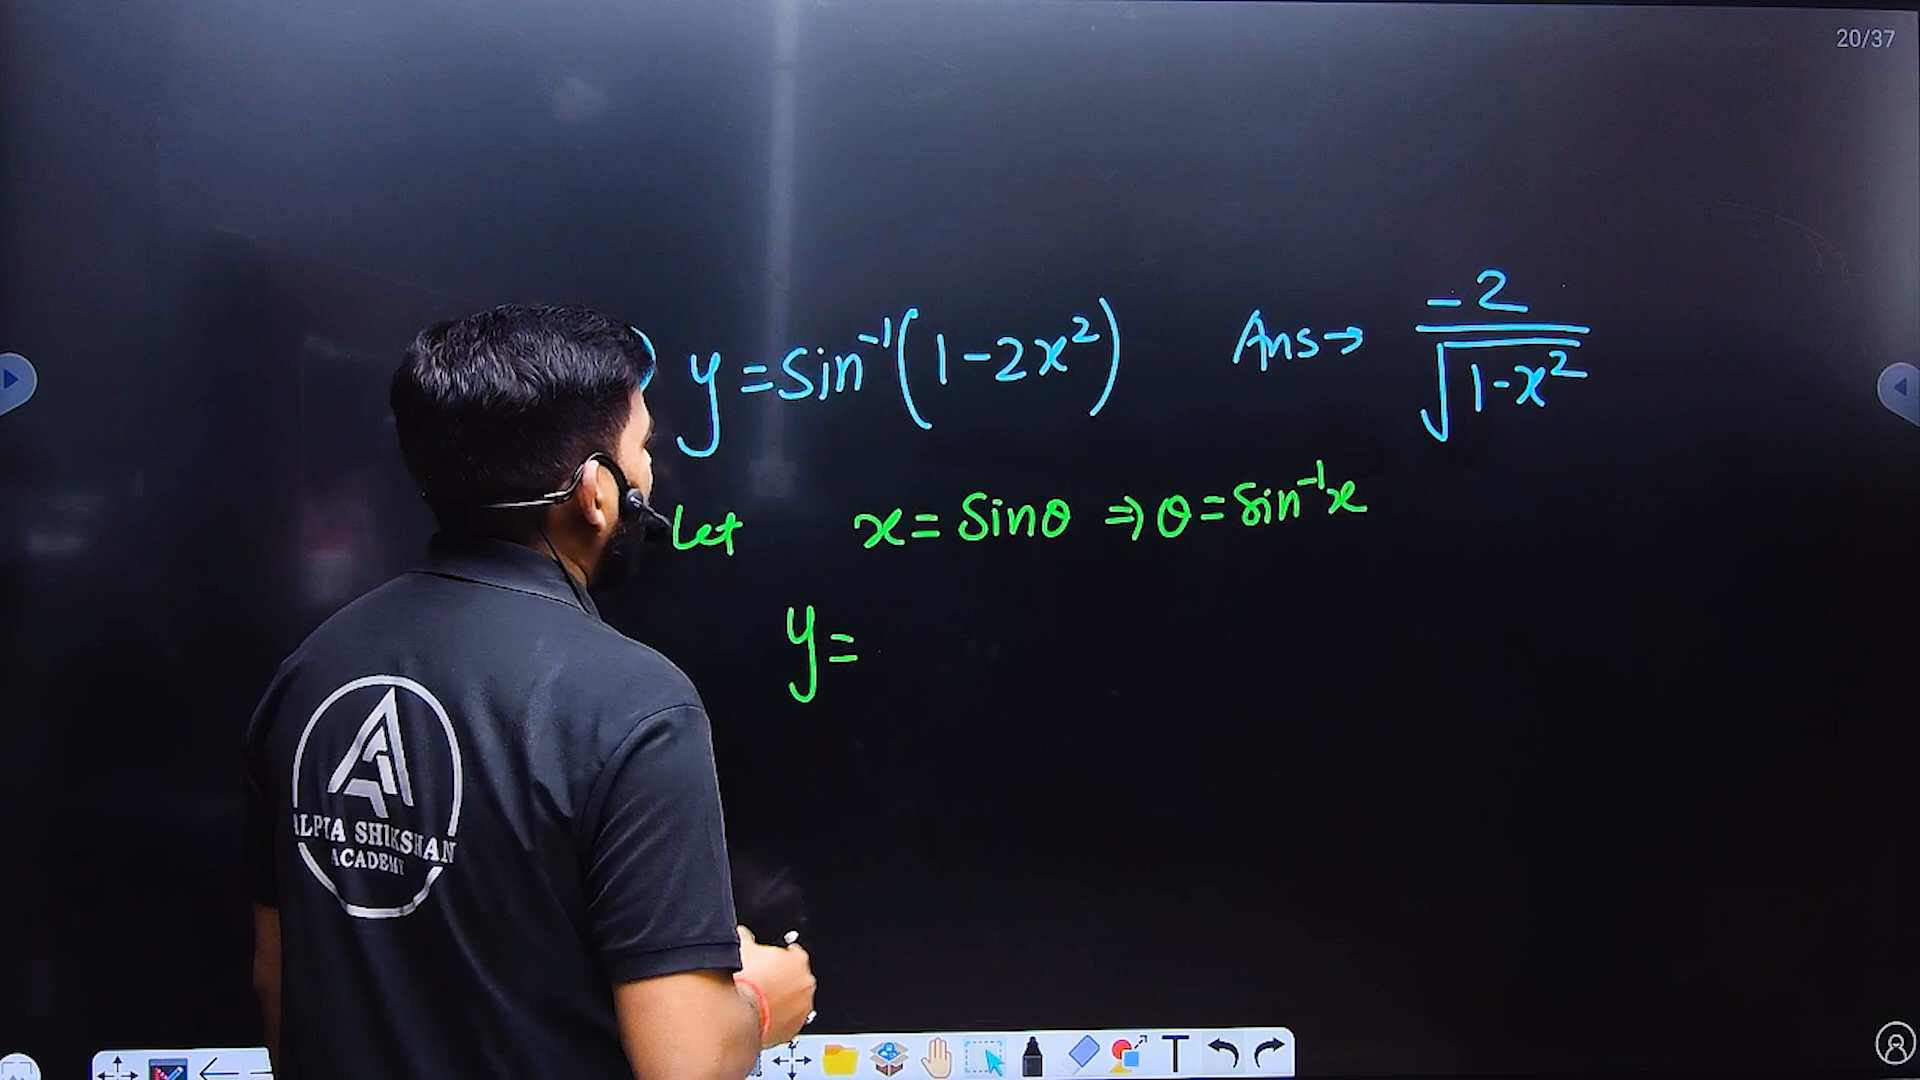 20/37
y = sin⁻¹(1-2x²) Ans→ -2/√(1-x²)
Let x = sinθ ⇒ θ = sin⁻¹x
y =
ALPHA SHIKSHAN
ACADEMY
T